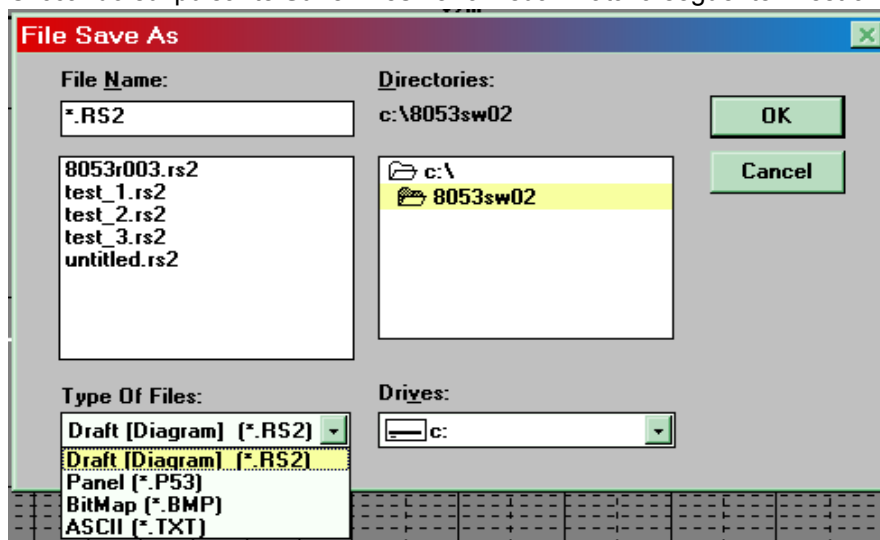 File Save As
File Name:
*.RS2
8053r003.rs2
test_1.rs2
test_2.rs2
test_3.rs2
untitled.rs2
Type Of Files:
Draft [Diagram] (*.RS2)
Draft [Diagram] (*.RS2)
Panel (*.P53)
BitMap (*.BMP)
ASCII (*.TXT)
Directories:
c:\8053sw02
c:\
8053sw02
Drives:
c:
OK
Cancel